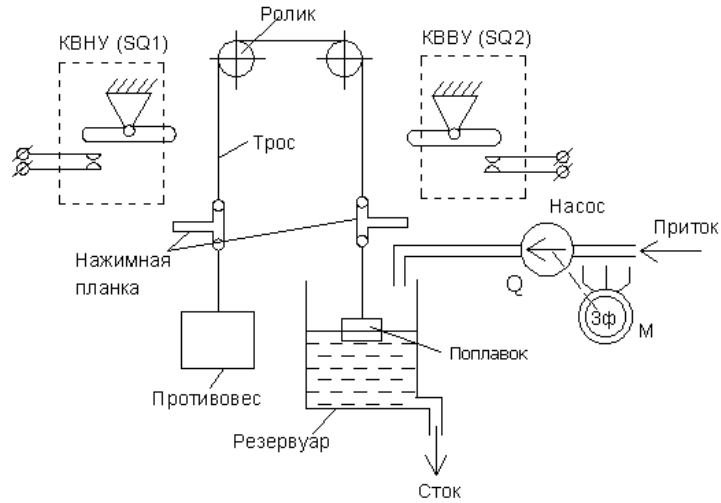 Ролик
КВНУ (SQ1)
КВВУ (SQ2)
Трос
Насос
Приток
Нажимная
планка
Q
3ф
М
Поплавок
Противовес
Резервуар
Сток